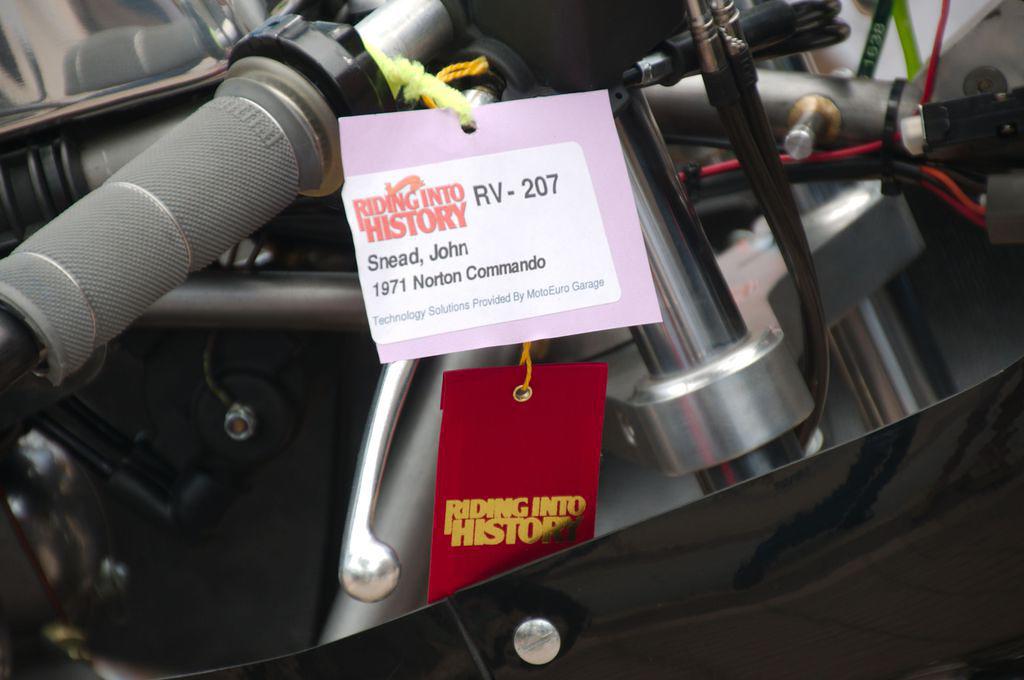 RIDING INTO
HISTORY
RV - 207
Snead, John
1971 Norton Commando
Technology Solutions Provided By MotoEuro Garage
RIDING INTO
HISTORY